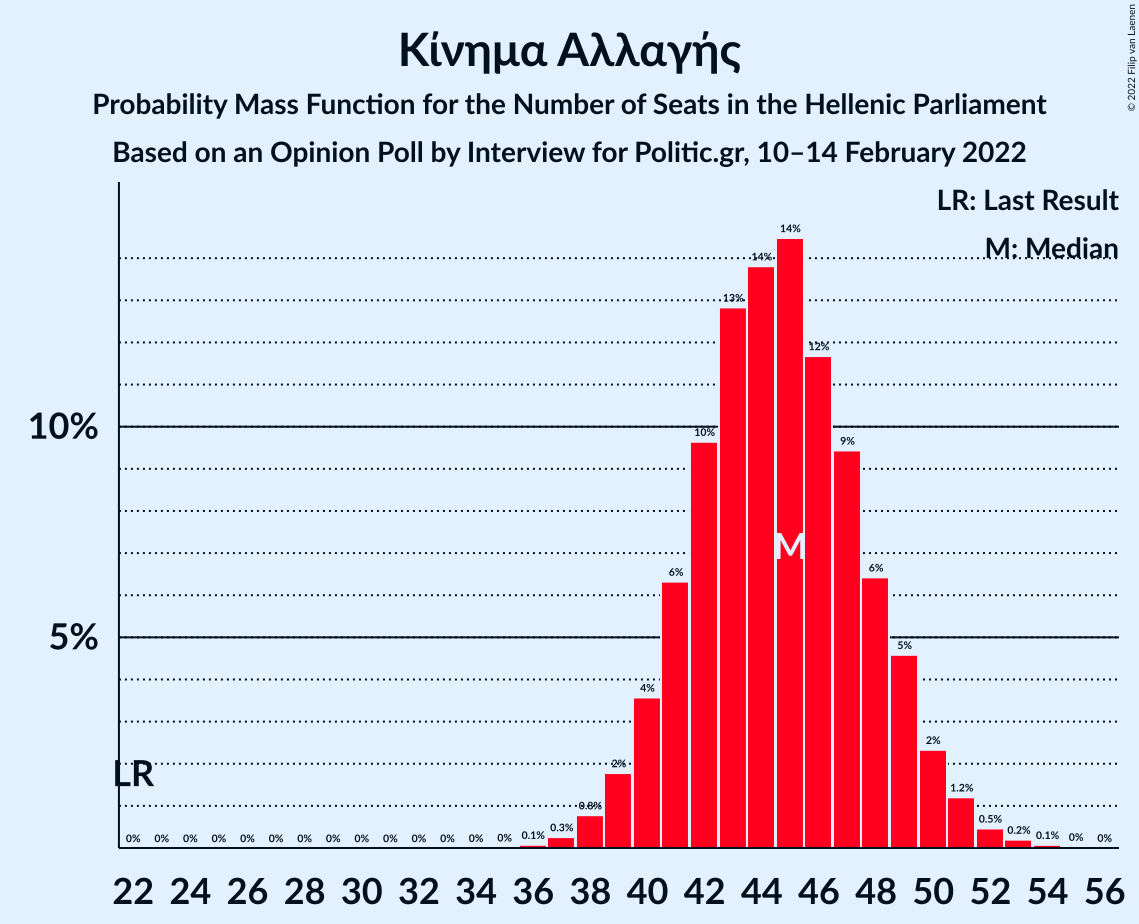 Κίνημα Αλλαγής
Probability Mass Function for the Number of Seats in the Hellenic Parliament
Based on an Opinion Poll by Interview for Politic.gr, 10–14 February 2022
© 2022 Filip van Laenen
LR: Last Result
M: Median
14%
14%
13%
12%
10%
10%
9%
M
6%
6%
5%
5%
4%
2%
2%
LR
1.2%
0.8%
0.5%
0.3%
0.2%
0% 0% 0% 0% 0% 0% 0% 0% 0% 0% 0% 0% 0% 0% 0.1% 0.1% 0% 0%
22 24 26 28 30 32 34 36 38 40 42 44 46 48 50 52 54 56